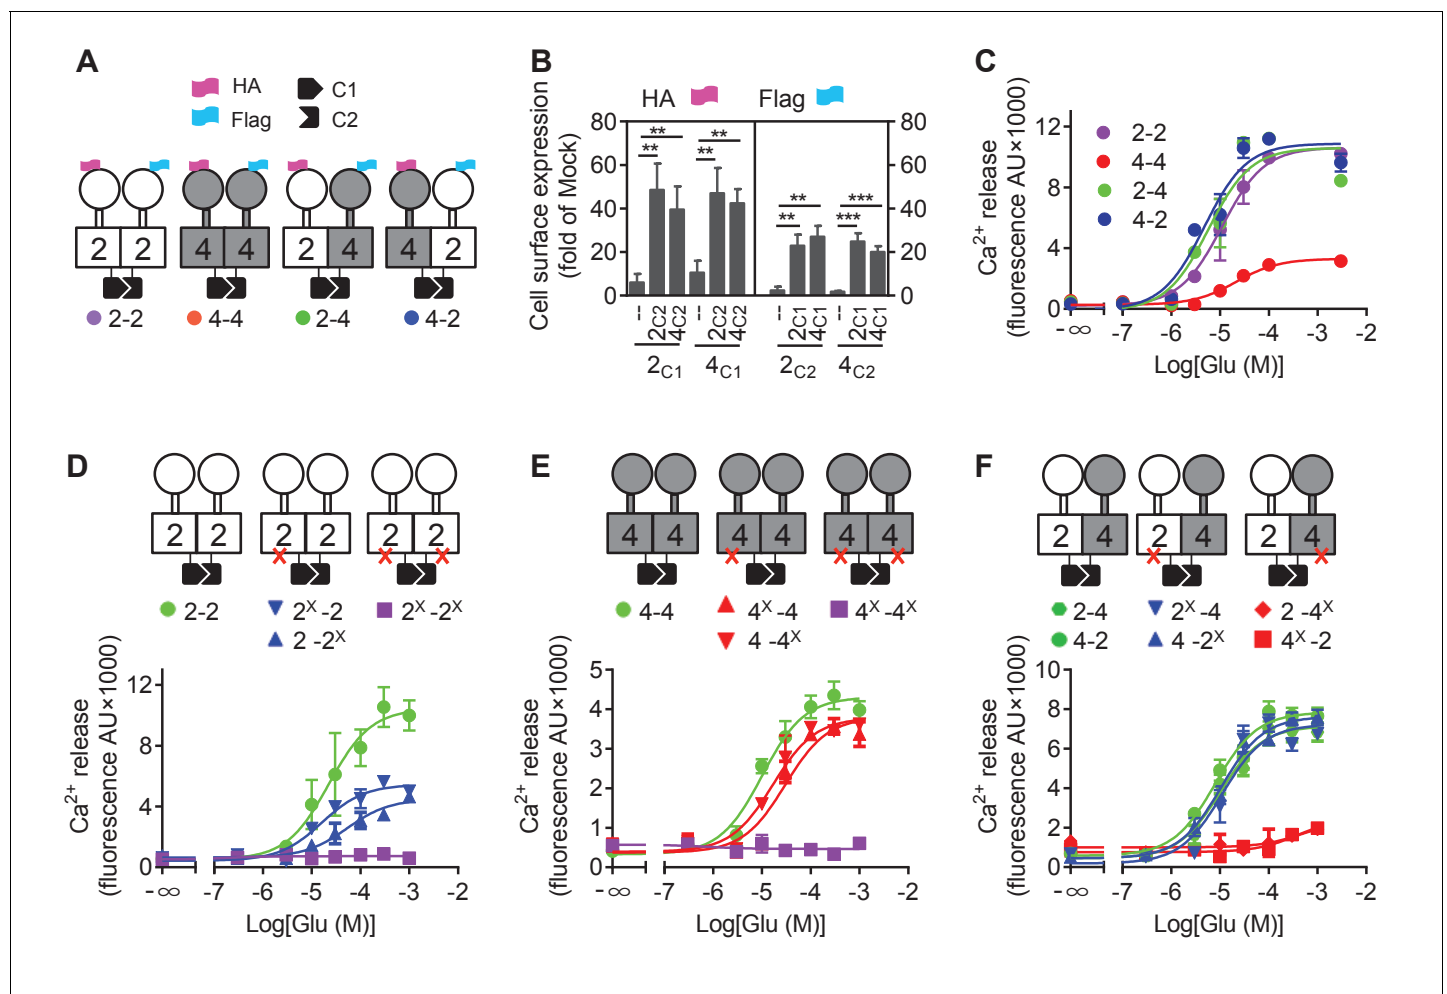 A
HA
C1
Flag
C2
2 2 4 4 2 4 4 2
2-2 4-4 2-4 4-2
B
HA Flag
Cell surface expression
(fold of Mock)
80 80
60 60
40 40
20 20
0 0
** ** ** ** ** ** *** ***
-- 2C2 4C2 -- 2C2 4C2 -- 2C1 4C1 -- 2C1 4C1
2C1 4C1 2C2 4C2
C
Ca2+ release
(fluorescence AU×1000)
12
8
4
0
2-2
4-4
2-4
4-2
-∞ -7 -6 -5 -4 -3 -2
Log[Glu (M)]
D
2 2 2 2 2 2
2-2 2X -2 2X -2X
2 -2X
Ca2+ release
(fluorescence AU×1000)
12
8
4
0
-∞ -7 -6 -5 -4 -3 -2
Log[Glu (M)]
E
4 4 4 4 4 4
4-4 4X -4 4X -4X
4 -4X
Ca2+ release
(fluorescence AU×1000)
5
4
3
2
1
0
-∞ -7 -6 -5 -4 -3 -2
Log[Glu (M)]
F
2 4 2 4 2 4
2-4 2X -4 2 -4X
4-2 4 -2X 4X -2
Ca2+ release
(fluorescence AU×1000)
10
8
6
4
2
0
-∞ -7 -6 -5 -4 -3 -2
Log[Glu (M)]